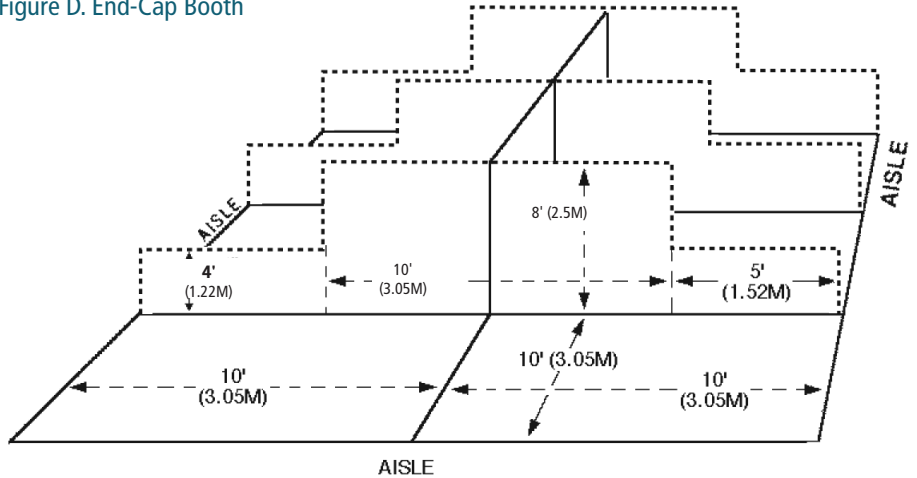 Figure D. End-Cap Booth
AISLE
AISLE
8' (2.5M)
4'
(1.22M)
10'
(3.05M)
5'
(1.52M)
10' (3.05M)
10'
(3.05M)
10'
(3.05M)
AISLE